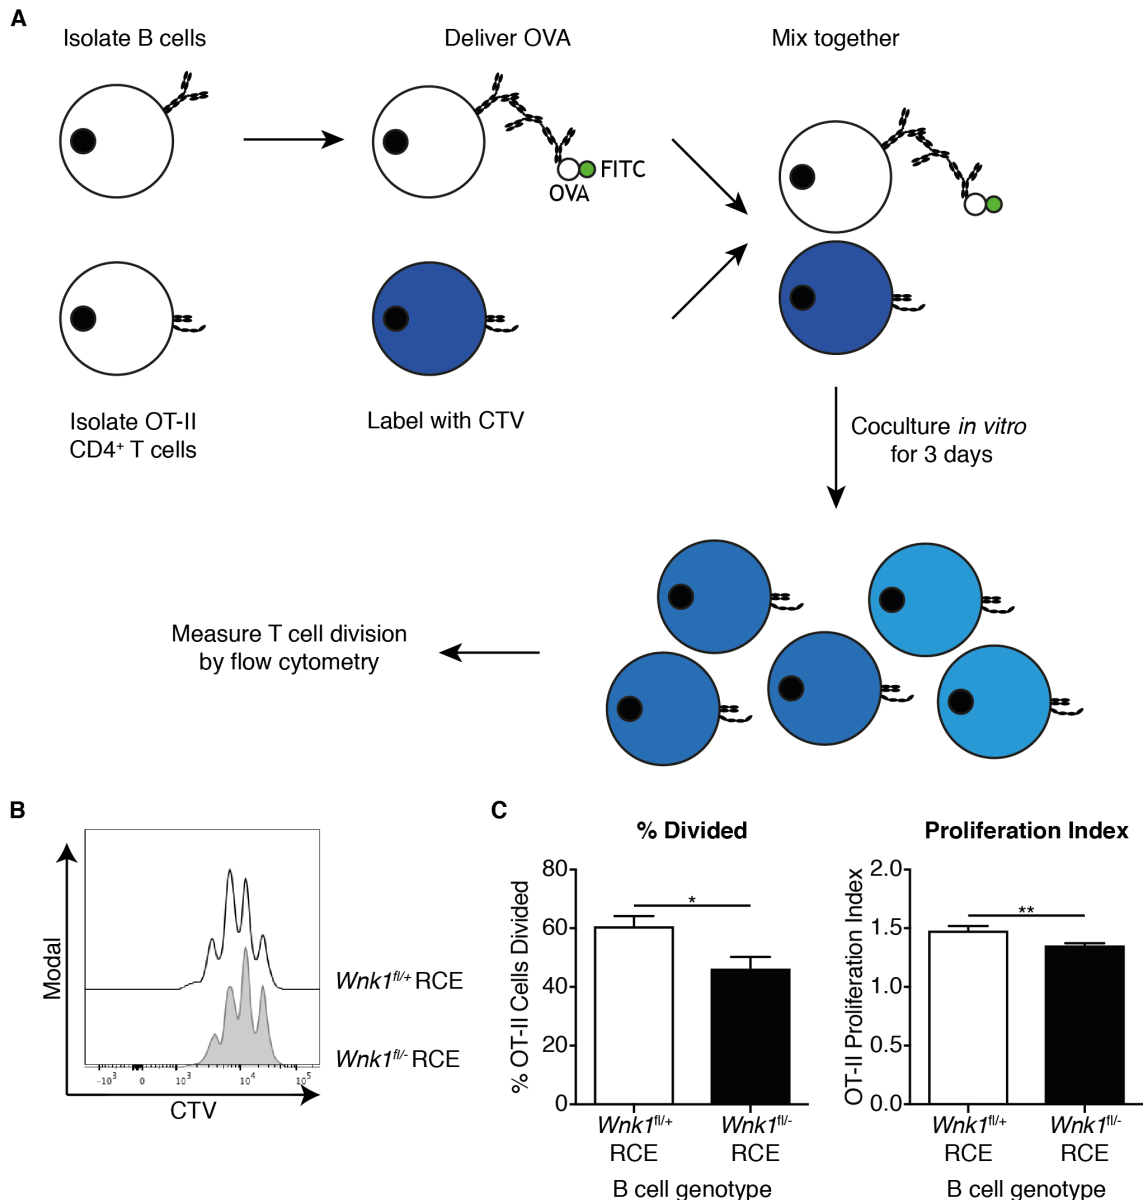 A
Isolate B cells
Deliver OVA
Mix together
FITC
OVA
Isolate OT-II
CD4⁺ T cells
Label with CTV
Coculture in vitro
for 3 days
Measure T cell division
by flow cytometry
B
Modal
Wnk1ᶠˡ/⁺ RCE
Wnk1ᶠˡ/⁻ RCE
-10³ 0 10³ 10⁴ 10⁵
CTV
C
% Divided
% OT-II Cells Divided
80
60
40
20
0
*
Wnk1ᶠˡ/⁺
RCE
Wnk1ᶠˡ/⁻
RCE
B cell genotype
Proliferation Index
OT-II Proliferation Index
2.0
1.5
1.0
0.5
0.0
**
Wnk1ᶠˡ/⁺
RCE
Wnk1ᶠˡ/⁻
RCE
B cell genotype